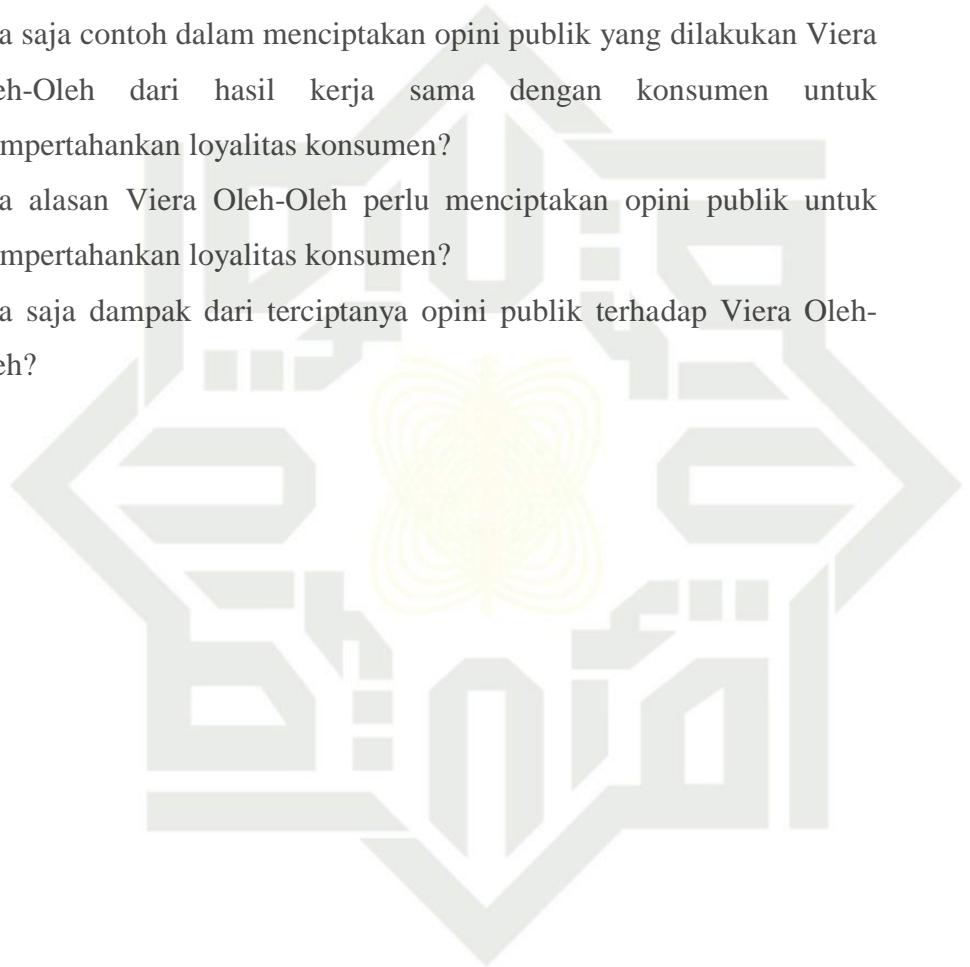 a saja contoh dalam menciptakan opini publik yang dilakukan Viera
eh-Oleh dari hasil kerja sama dengan konsumen untuk
mpertahankan loyalitas konsumen?
a alasan Viera Oleh-Oleh perlu menciptakan opini publik untuk
mpertahankan loyalitas konsumen?
a saja dampak dari terciptanya opini publik terhadap Viera Oleh-
eh?